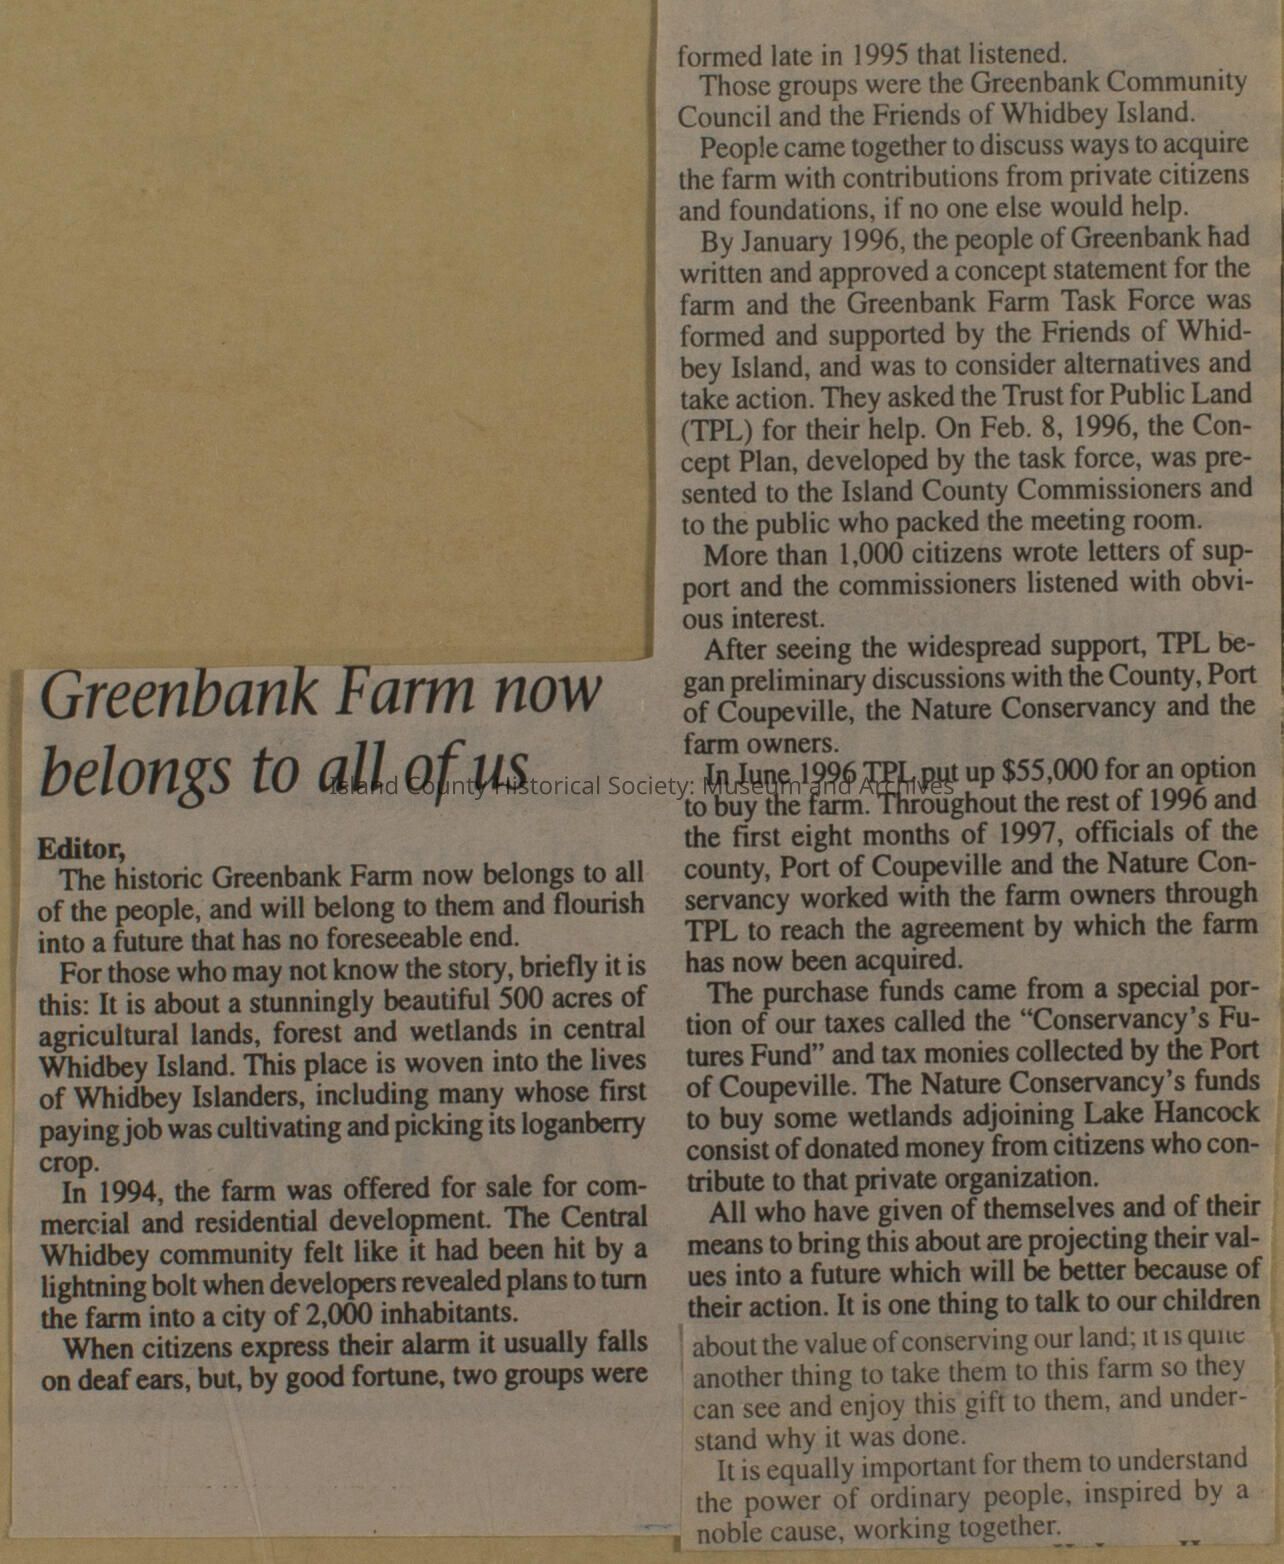 Greenbank Farm now
belongs to all of us
Editor,
The historic Greenbank Farm now belongs to all
of the people, and will belong to them and flourish
into a future that has no foreseeable end.
For those who may not know the story, briefly it is
this: It is about a stunningly beautiful 500 acres of
agricultural lands, forest and wetlands in central
Whidbey Island. This place is woven into the lives
of Whidbey Islanders, including many whose first
paying job was cultivating and picking its loganberry
crop.
In 1994, the farm was offered for sale for com-
mercial and residential development. The Central
Whidbey community felt like it had been hit by a
lightning bolt when developers revealed plans to turn
the farm into a city of 2,000 inhabitants.
When citizens express their alarm it usually falls
on deaf ears, but, by good fortune, two groups were
formed late in 1995 that listened.
Those groups were the Greenbank Community
Council and the Friends of Whidbey Island.
People came together to discuss ways to acquire
the farm with contributions from private citizens
and foundations, if no one else would help.
By January 1996, the people of Greenbank had
written and approved a concept statement for the
farm and the Greenbank Farm Task Force was
formed and supported by the Friends of Whid-
bey Island, and was to consider alternatives and
take action. They asked the Trust for Public Land
(TPL) for their help. On Feb. 8, 1996, the Con-
cept Plan, developed by the task force, was pre-
sented to the Island County Commissioners and
to the public who packed the meeting room.
More than 1,000 citizens wrote letters of sup-
port and the commissioners listened with obvi-
ous interest.
After seeing the widespread support, TPL be-
gan preliminary discussions with the County, Port
of Coupeville, the Nature Conservancy and the
farm owners.
In June 1996 TPL put up $55,000 for an option
to buy the farm. Throughout the rest of 1996 and
the first eight months of 1997, officials of the
county, Port of Coupeville and the Nature Con-
servancy worked with the farm owners through
TPL to reach the agreement by which the farm
has now been acquired.
The purchase funds came from a special por-
tion of our taxes called the “Conservancy’s Fu-
tures Fund” and tax monies collected by the Port
of Coupeville. The Nature Conservancy’s funds
to buy some wetlands adjoining Lake Hancock
consist of donated money from citizens who con-
tribute to that private organization.
All who have given of themselves and of their
means to bring this about are projecting their val-
ues into a future which will be better because of
their action. It is one thing to talk to our children
about the value of conserving our land; it is quite
another thing to take them to this farm so they
can see and enjoy this gift to them, and under-
stand why it was done.
It is equally important for them to understand
the power of ordinary people, inspired by a
noble cause, working together.
Island County Historical Society: Museum and Archives